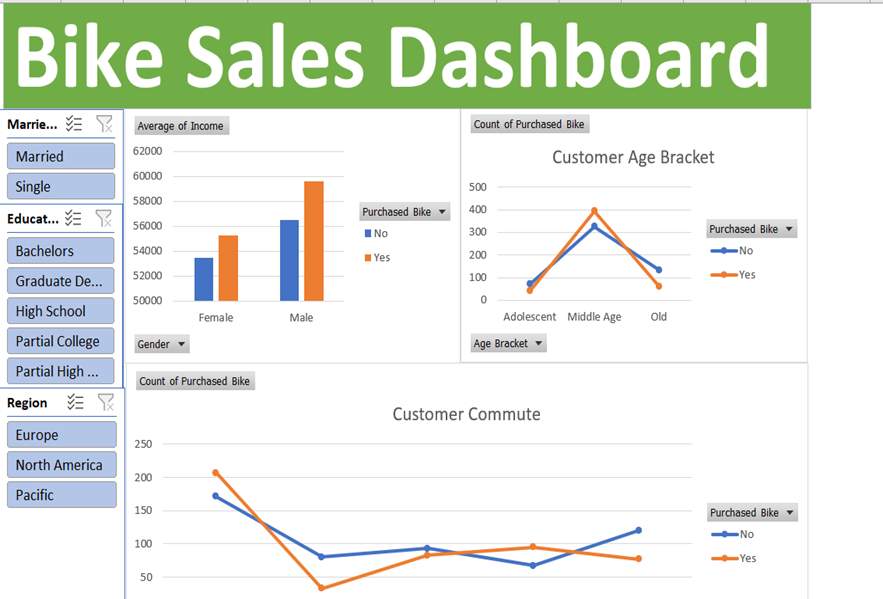 Bike Sales Dashboard
Marrie...
Married
Single
Educat...
Bachelors
Graduate De...
High School
Partial College
Partial High ...
Region
Europe
North America
Pacific
Average of Income
62000
60000
58000
56000
54000
52000
50000
Female Male
Purchased Bike
No
Yes
Gender
Count of Purchased Bike
Customer Age Bracket
500
400
300
200
100
0
Adolescent Middle Age Old
Purchased Bike
No
Yes
Age Bracket
Count of Purchased Bike
Customer Commute
250
200
150
100
50
Purchased Bike
No
Yes